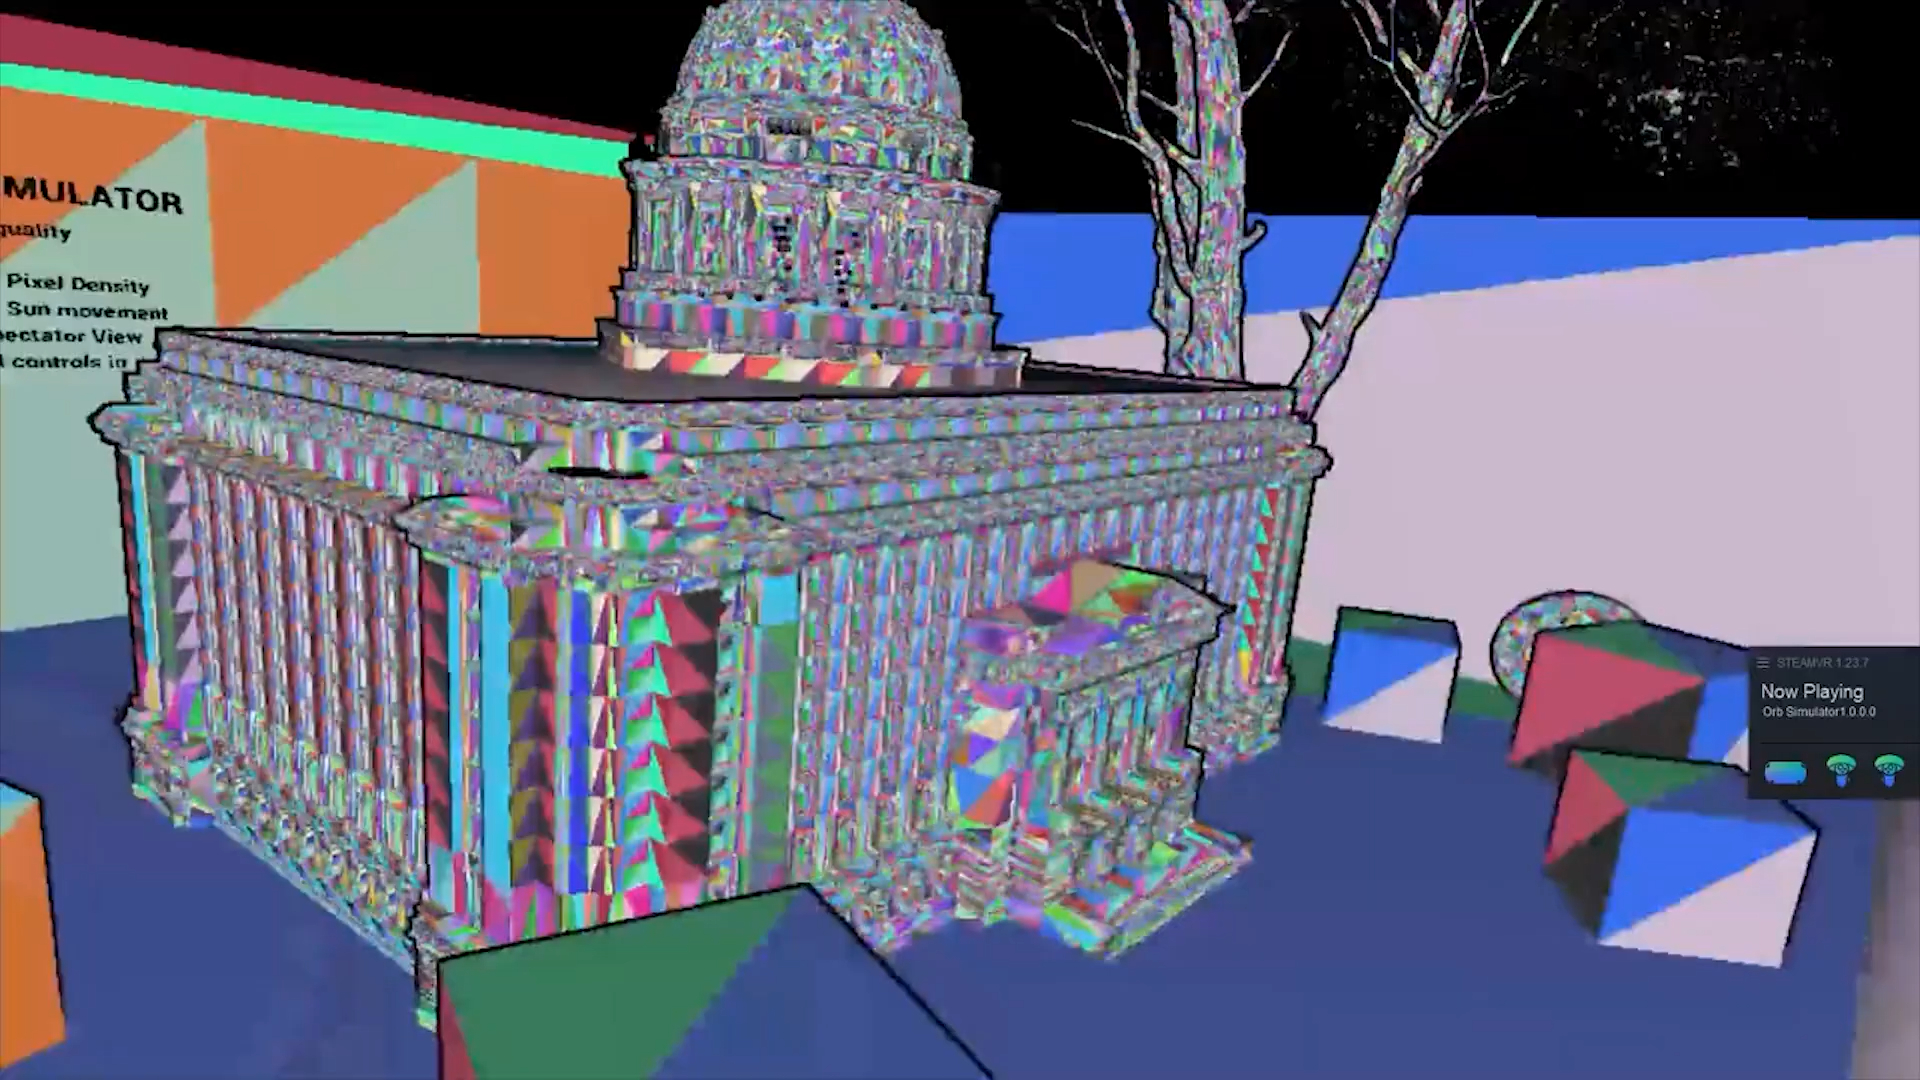 MULATOR
quality
Pixel Density
Sun movement
pectator View
controls in
STEAMVR 1.23.7
Now Playing
Orb Simulator1.0.0.0